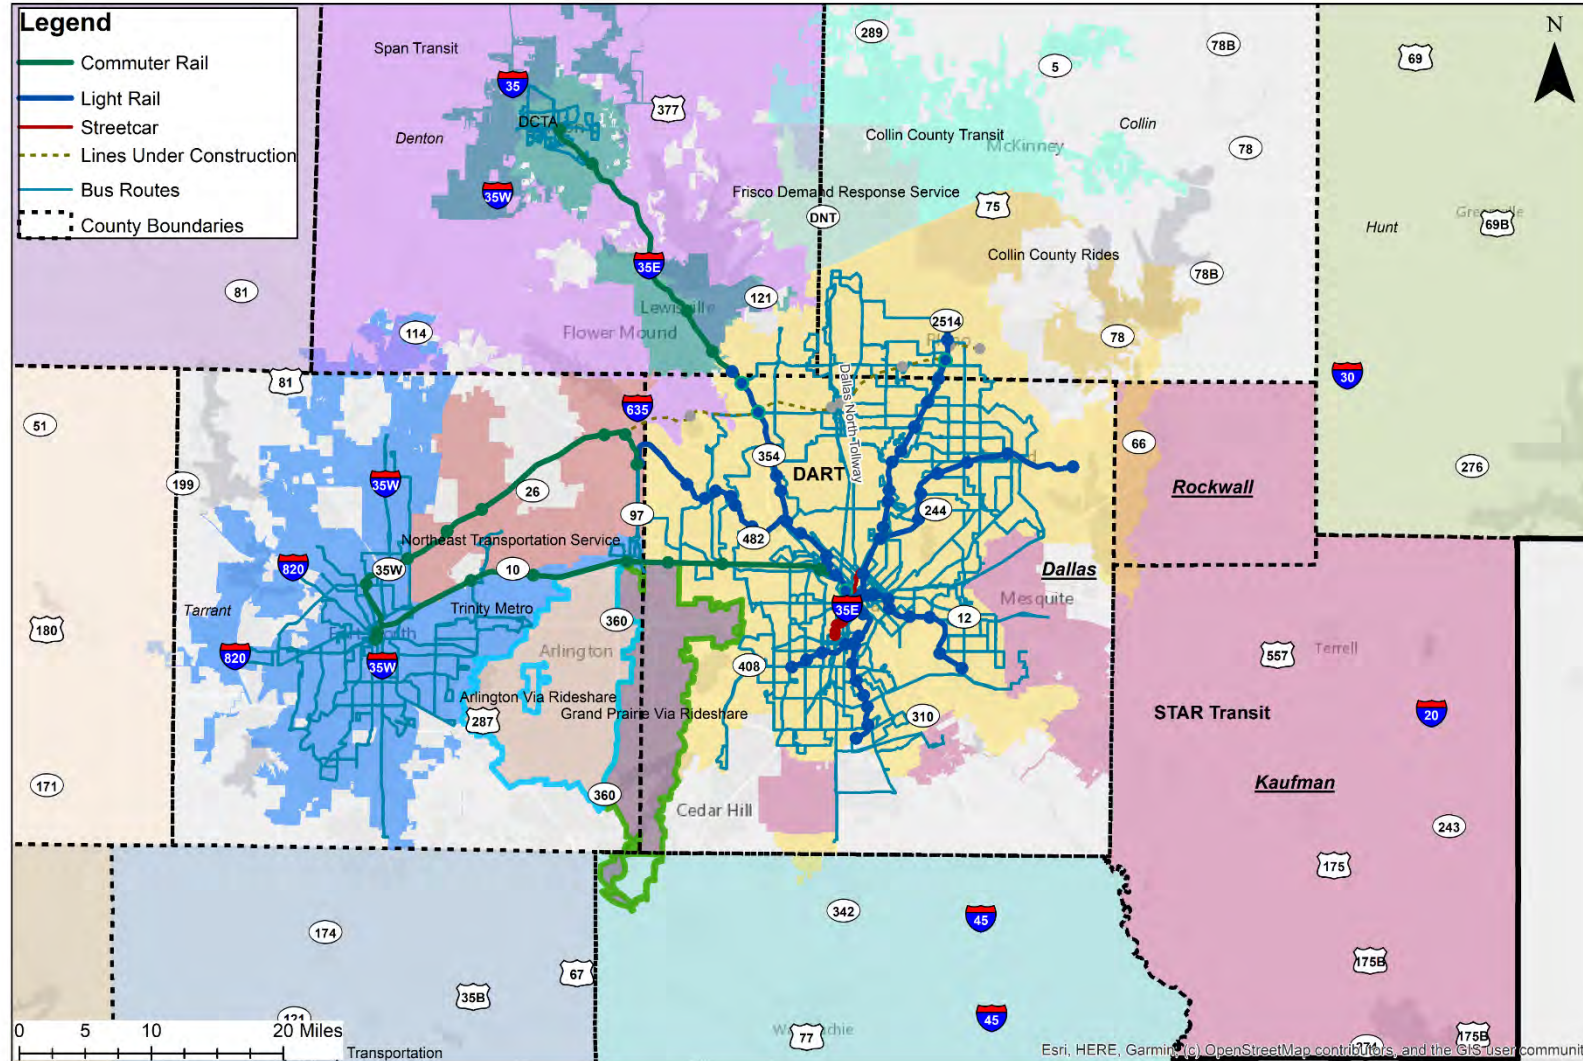 Legend
Commuter Rail
Light Rail
Streetcar
Lines Under Construction
Bus Routes
County Boundaries
N
Span Transit
289
78B
69
5
35
377
DCTA
Denton
Collin County Transit
McKinney
Collin
78
35W
Frisco Demand Response Service
75
DNT
69B
Hunt
Collin County Rides
35E
78B
81
121
Lewisville
Flower Mound
114
2514
78
Dallas North Tollway
30
81
635
51
66
354
DART
199
35W
26
276
Rockwall
97
244
482
Northeast Transportation Service
820
35W
10
Dallas
Tarrant
Trinity Metro
Mesquite
35E
12
360
180
820
35W
Arlington
408
557
Terrell
Arlington Via Rideshare
Grand Prairie Via Rideshare
287
310
STAR Transit
20
171
360
Kaufman
Cedar Hill
243
175
342
45
174
67
175B
35B
121
45
77
175B
274
0 5 10 20 Miles
Transportation
Esri, HERE, Garmin, (c) OpenStreetMap contributors, and the GIS user communit